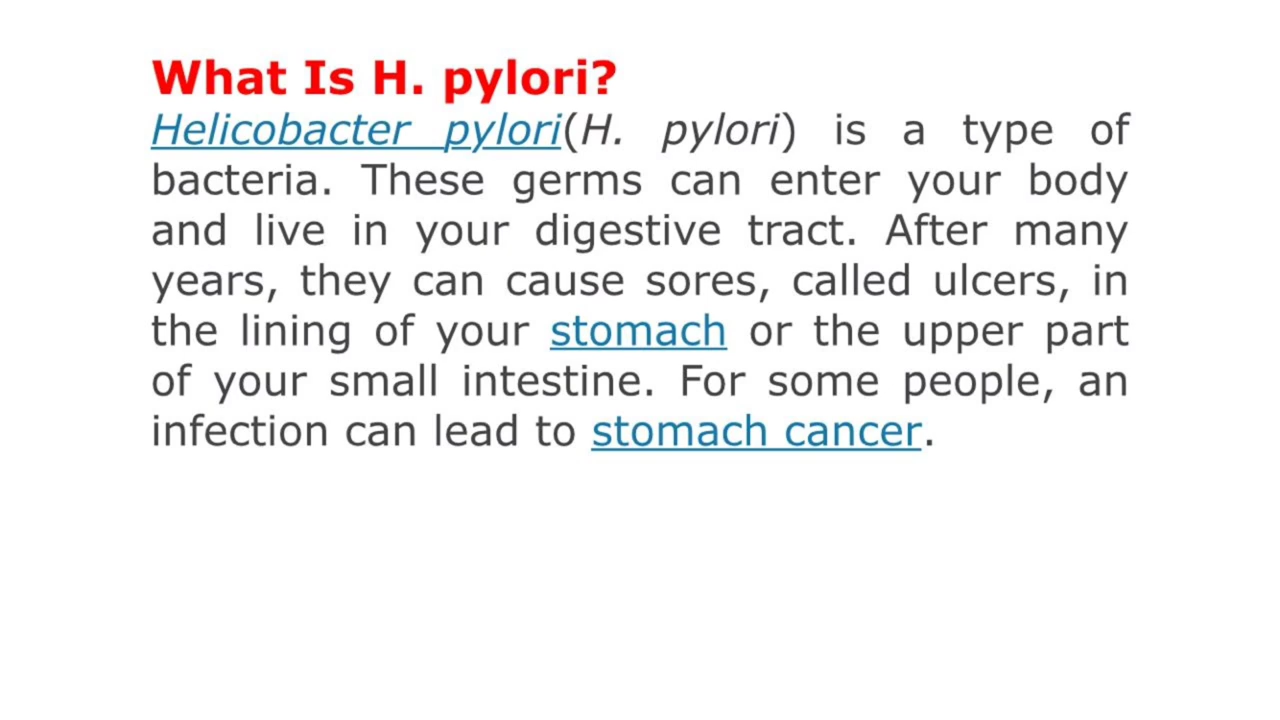 What Is H. pylori?
Helicobacter pylori(H. pylori) is a type of
bacteria. These germs can enter your body
and live in your digestive tract. After many
years, they can cause sores, called ulcers, in
the lining of your stomach or the upper part
of your small intestine. For some people, an
infection can lead to stomach cancer.